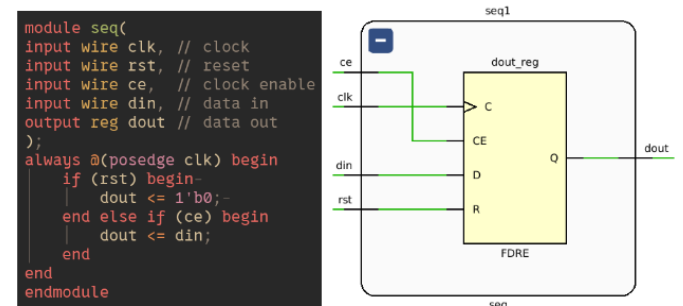 module seq(
input wire clk, // clock
input wire rst, // reset
input wire ce, // clock enable
input wire din, // data in
output reg dout // data out
);
always @(posedge clk) begin
if (rst) begin-
dout <= 1'b0;-
end else if (ce) begin
dout <= din;
end
end
endmodule
seq1
ce
clk
din
rst
dout_reg
C
CE
D
R
Q
FDRE
dout
seq